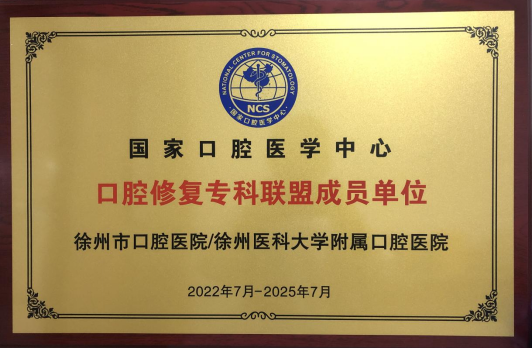 NATIONAL CENTER FOR STOMATOLOGY
NCS
国家口腔医学中心
国家口腔医学中心
口腔修复专科联盟成员单位
徐州市口腔医院/徐州医科大学附属口腔医院
2022年7月-2025年7月